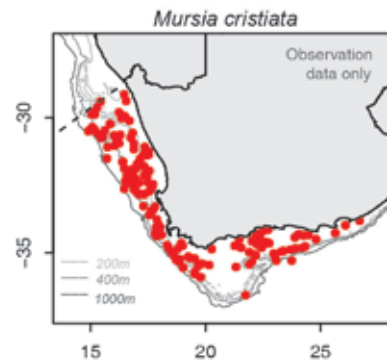 Mursia cristiata
Observation
data only
-30
-35
200m
400m
1000m
15
20
25